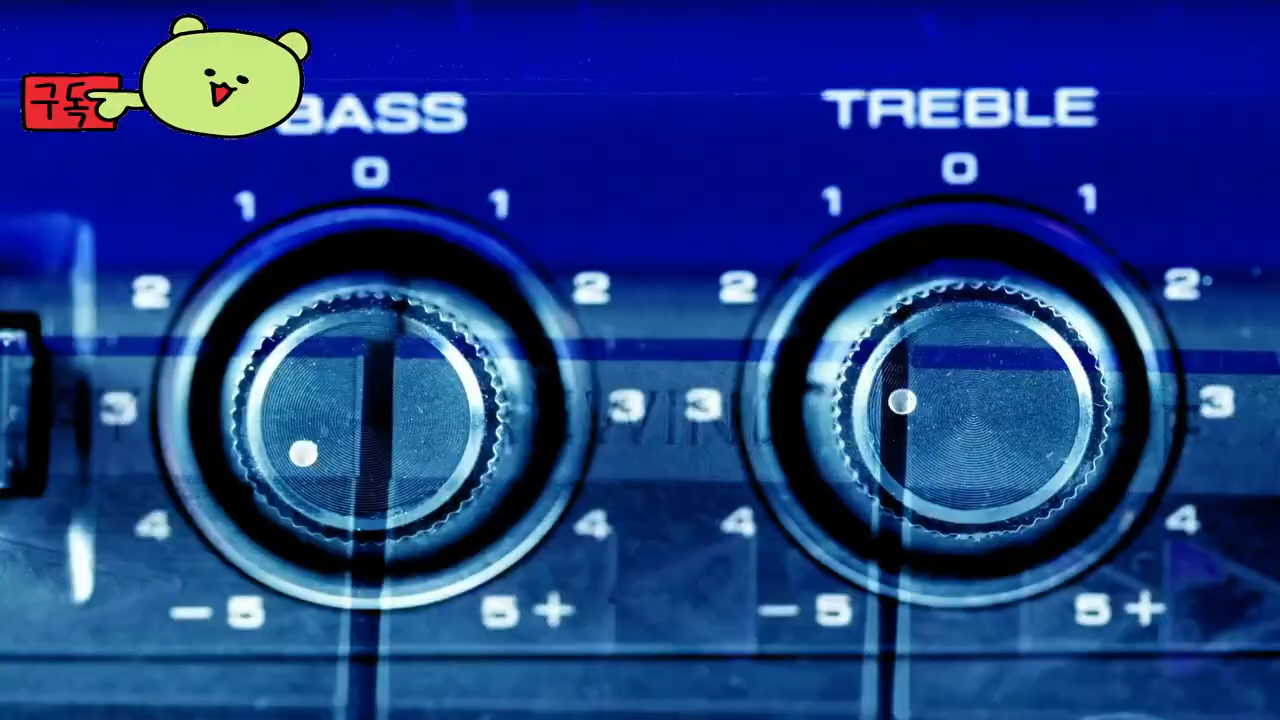 구독
BASS TREBLE
0 0
1 1 1 1
2 2 2 2
3 3 3 3
4 4 4 4
– 5 5 + – 5 5 +